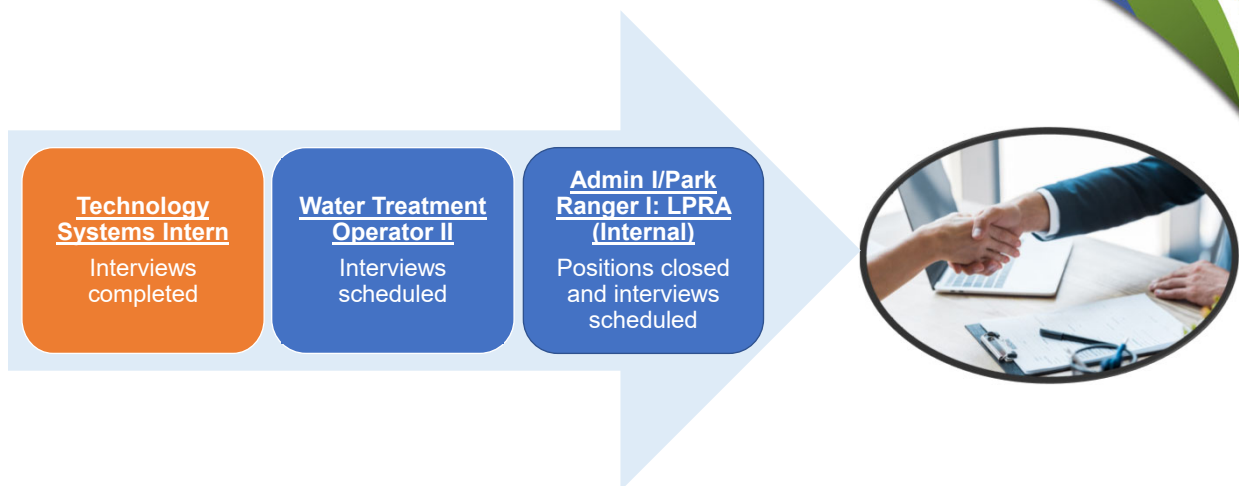 Technology
Systems Intern
Interviews
completed
Water Treatment
Operator II
Interviews
scheduled
Admin I/Park
Ranger I: LPRA
(Internal)
Positions closed
and interviews
scheduled